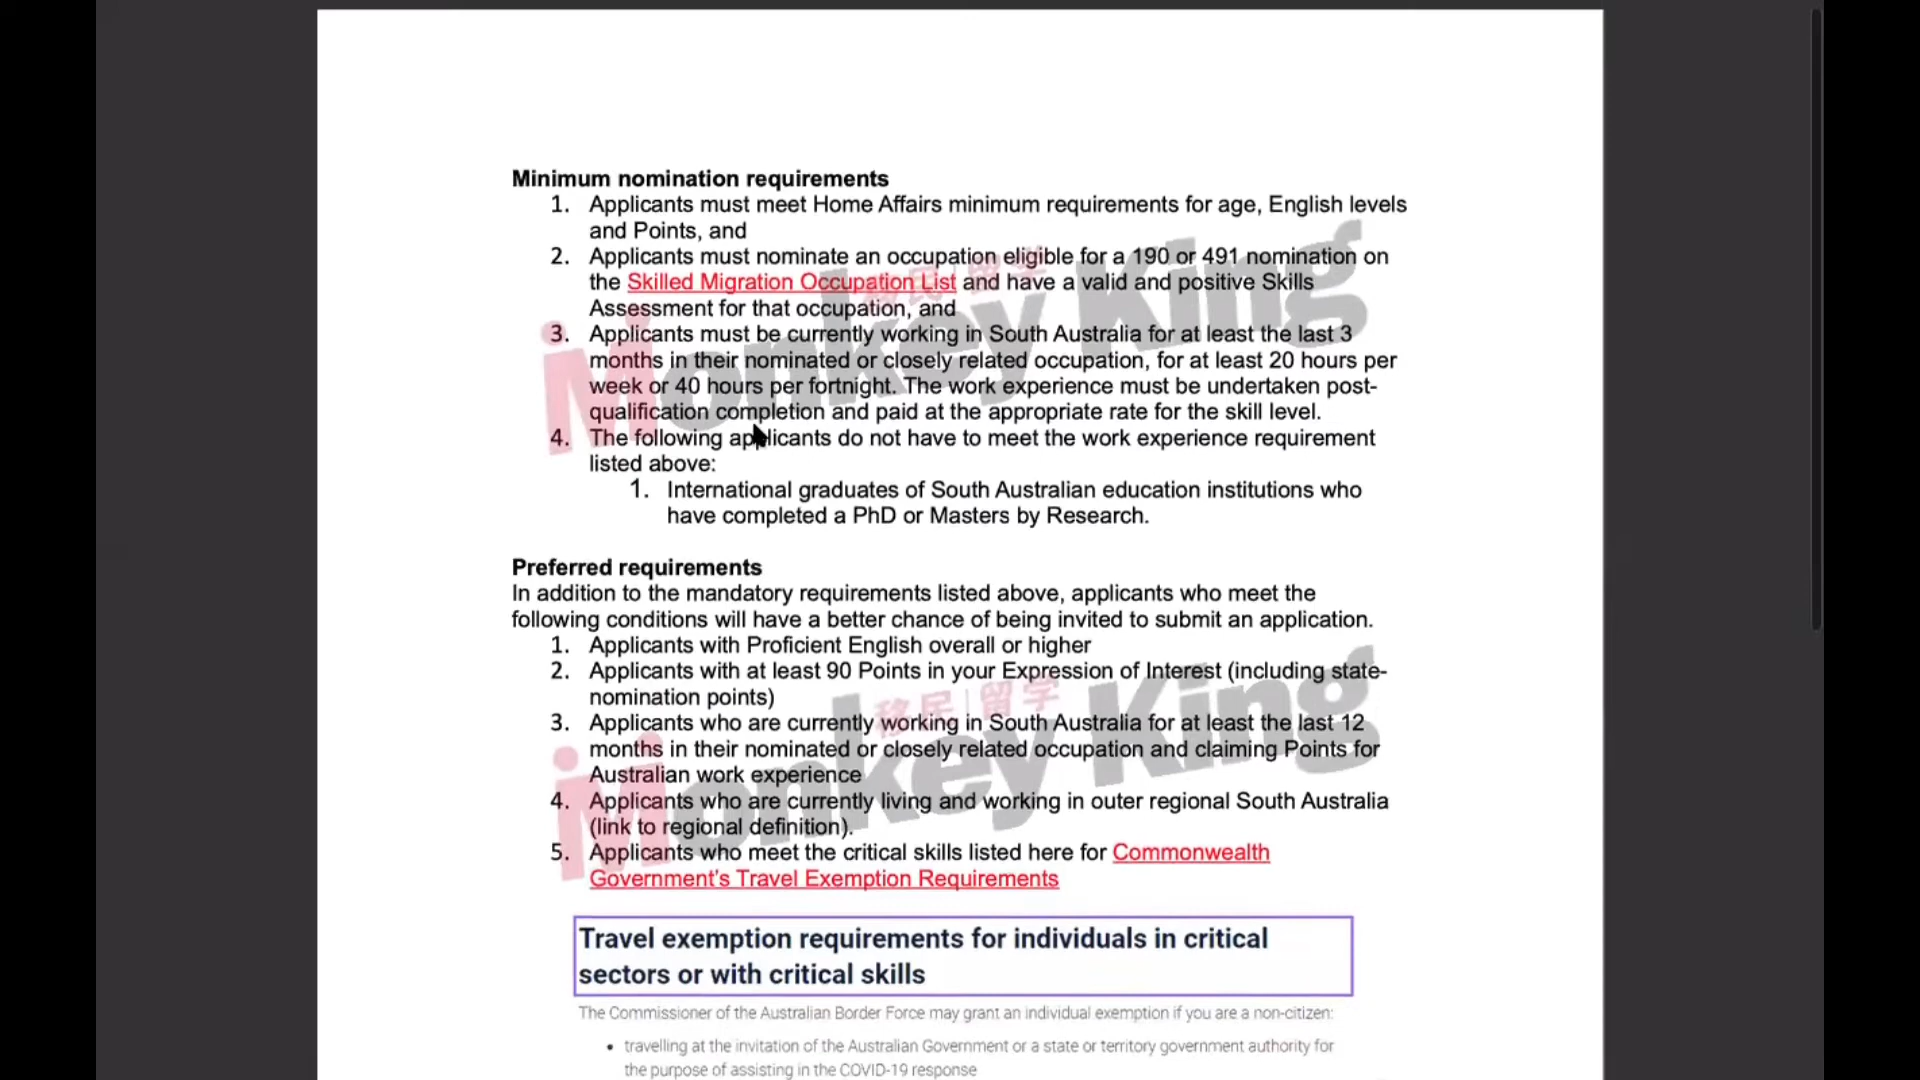 Minimum nomination requirements
1. Applicants must meet Home Affairs minimum requirements for age, English levels
and Points, and
2. Applicants must nominate an occupation eligible for a 190 or 491 nomination on
the Skilled Migration Occupation List and have a valid and positive Skills
Assessment for that occupation, and
3. Applicants must be currently working in South Australia for at least the last 3
months in their nominated or closely related occupation, for at least 20 hours per
week or 40 hours per fortnight. The work experience must be undertaken post-
qualification completion and paid at the appropriate rate for the skill level.
4. The following applicants do not have to meet the work experience requirement
listed above:
1. International graduates of South Australian education institutions who
have completed a PhD or Masters by Research.
移民 | 留学
Monkey King
Preferred requirements
In addition to the mandatory requirements listed above, applicants who meet the
following conditions will have a better chance of being invited to submit an application.
1. Applicants with Proficient English overall or higher
2. Applicants with at least 90 Points in your Expression of Interest (including state-
nomination points)
3. Applicants who are currently working in South Australia for at least the last 12
months in their nominated or closely related occupation and claiming Points for
Australian work experience
4. Applicants who are currently living and working in outer regional South Australia
(link to regional definition).
5. Applicants who meet the critical skills listed here for Commonwealth
Government's Travel Exemption Requirements
移民 | 留学
Monkey King
Travel exemption requirements for individuals in critical
sectors or with critical skills
The Commissioner of the Australian Border Force may grant an individual exemption if you are a non-citizen:
• travelling at the invitation of the Australian Government or a state or territory government authority for
the purpose of assisting in the COVID-19 response